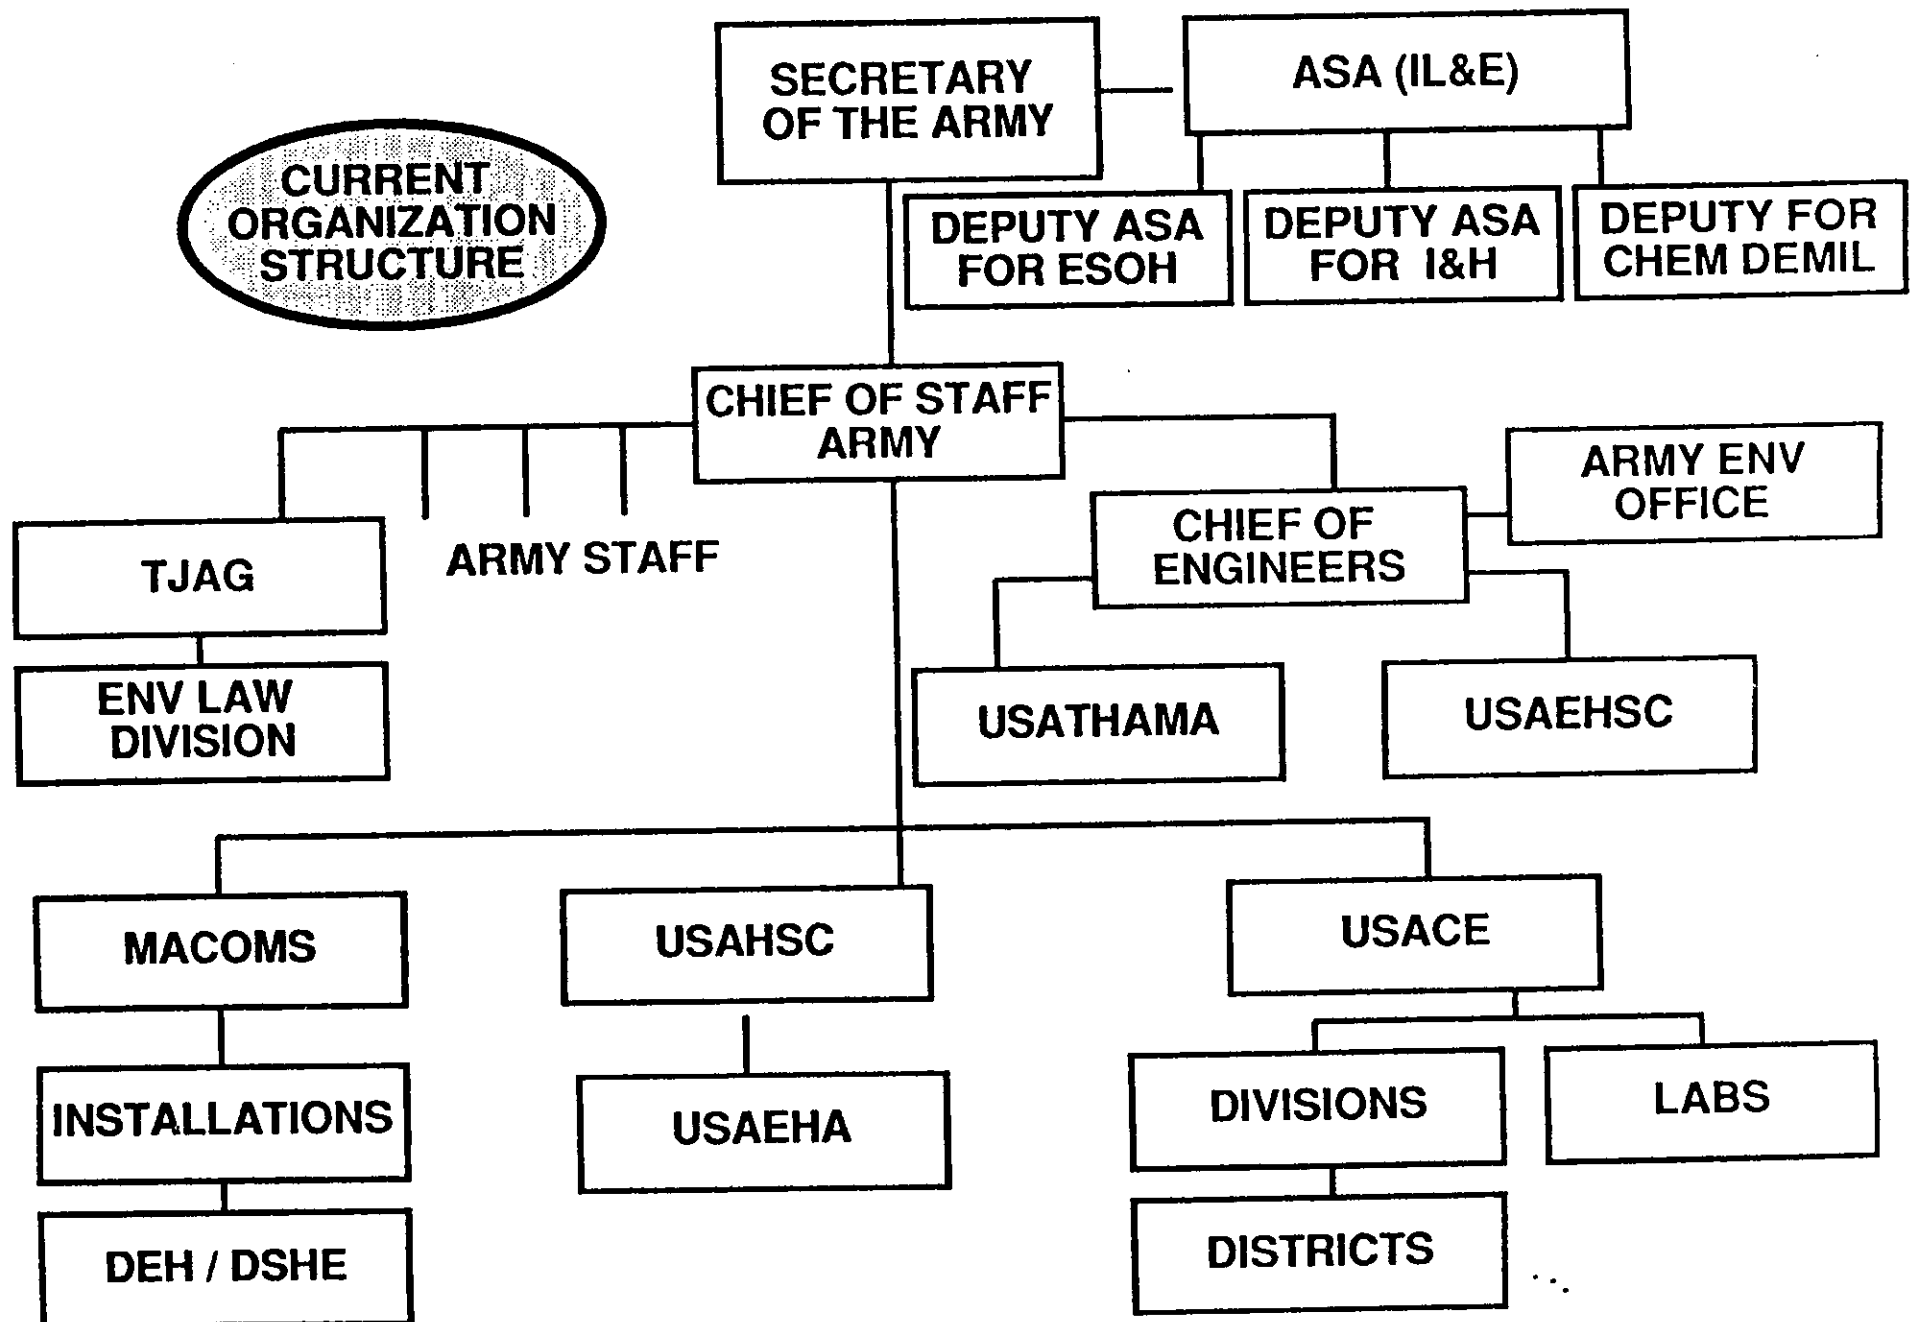 SECRETARY
OF THE ARMY
ASA (IL&E)
CURRENT
ORGANIZATION
STRUCTURE
DEPUTY ASA
FOR ESOH
DEPUTY ASA
FOR I&H
DEPUTY FOR
CHEM DEMIL
CHIEF OF STAFF
ARMY
ARMY ENV
OFFICE
CHIEF OF
ENGINEERS
TJAG
ARMY STAFF
ENV LAW
DIVISION
USATHAMA
USAEHSC
MACOMS
USAHSC
USACE
INSTALLATIONS
USAEHA
DIVISIONS
LABS
DEH / DSHE
DISTRICTS